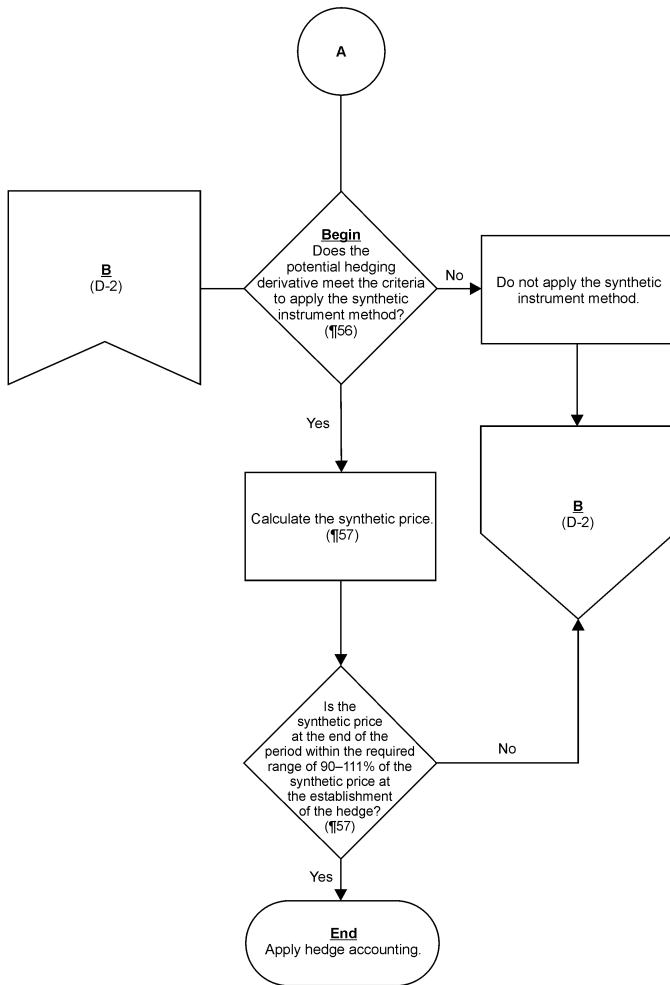 A
B
(D-2)
Begin
Does the
potential hedging
derivative meet the criteria
to apply the synthetic
instrument method?
(¶56)
No
Do not apply the synthetic
instrument method.
Yes
Calculate the synthetic price.
(¶57)
B
(D-2)
Is the
synthetic price
at the end of the
period within the required
range of 90–111% of the
synthetic price at
the establishment
of the hedge?
(¶57)
No
Yes
End
Apply hedge accounting.